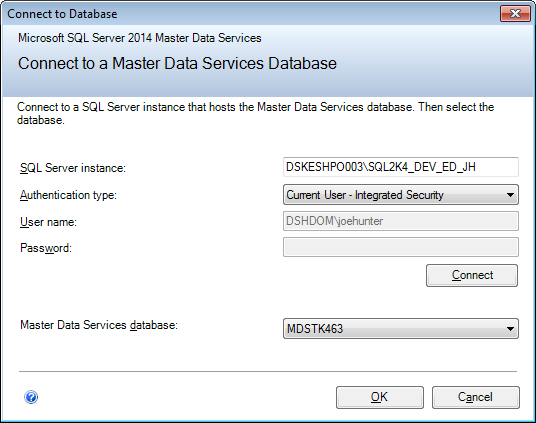 Connect to Database
Microsoft SQL Server 2014 Master Data Services
Connect to a Master Data Services Database
Connect to a SQL Server instance that hosts the Master Data Services database. Then select the
database.
SQL Server instance: DSKESHPO003\SQL2K4_DEV_ED_JH
Authentication type: Current User - Integrated Security
User name: DSHDOM\joehunter
Password:
Connect
Master Data Services database: MDSTK463
? OK Cancel